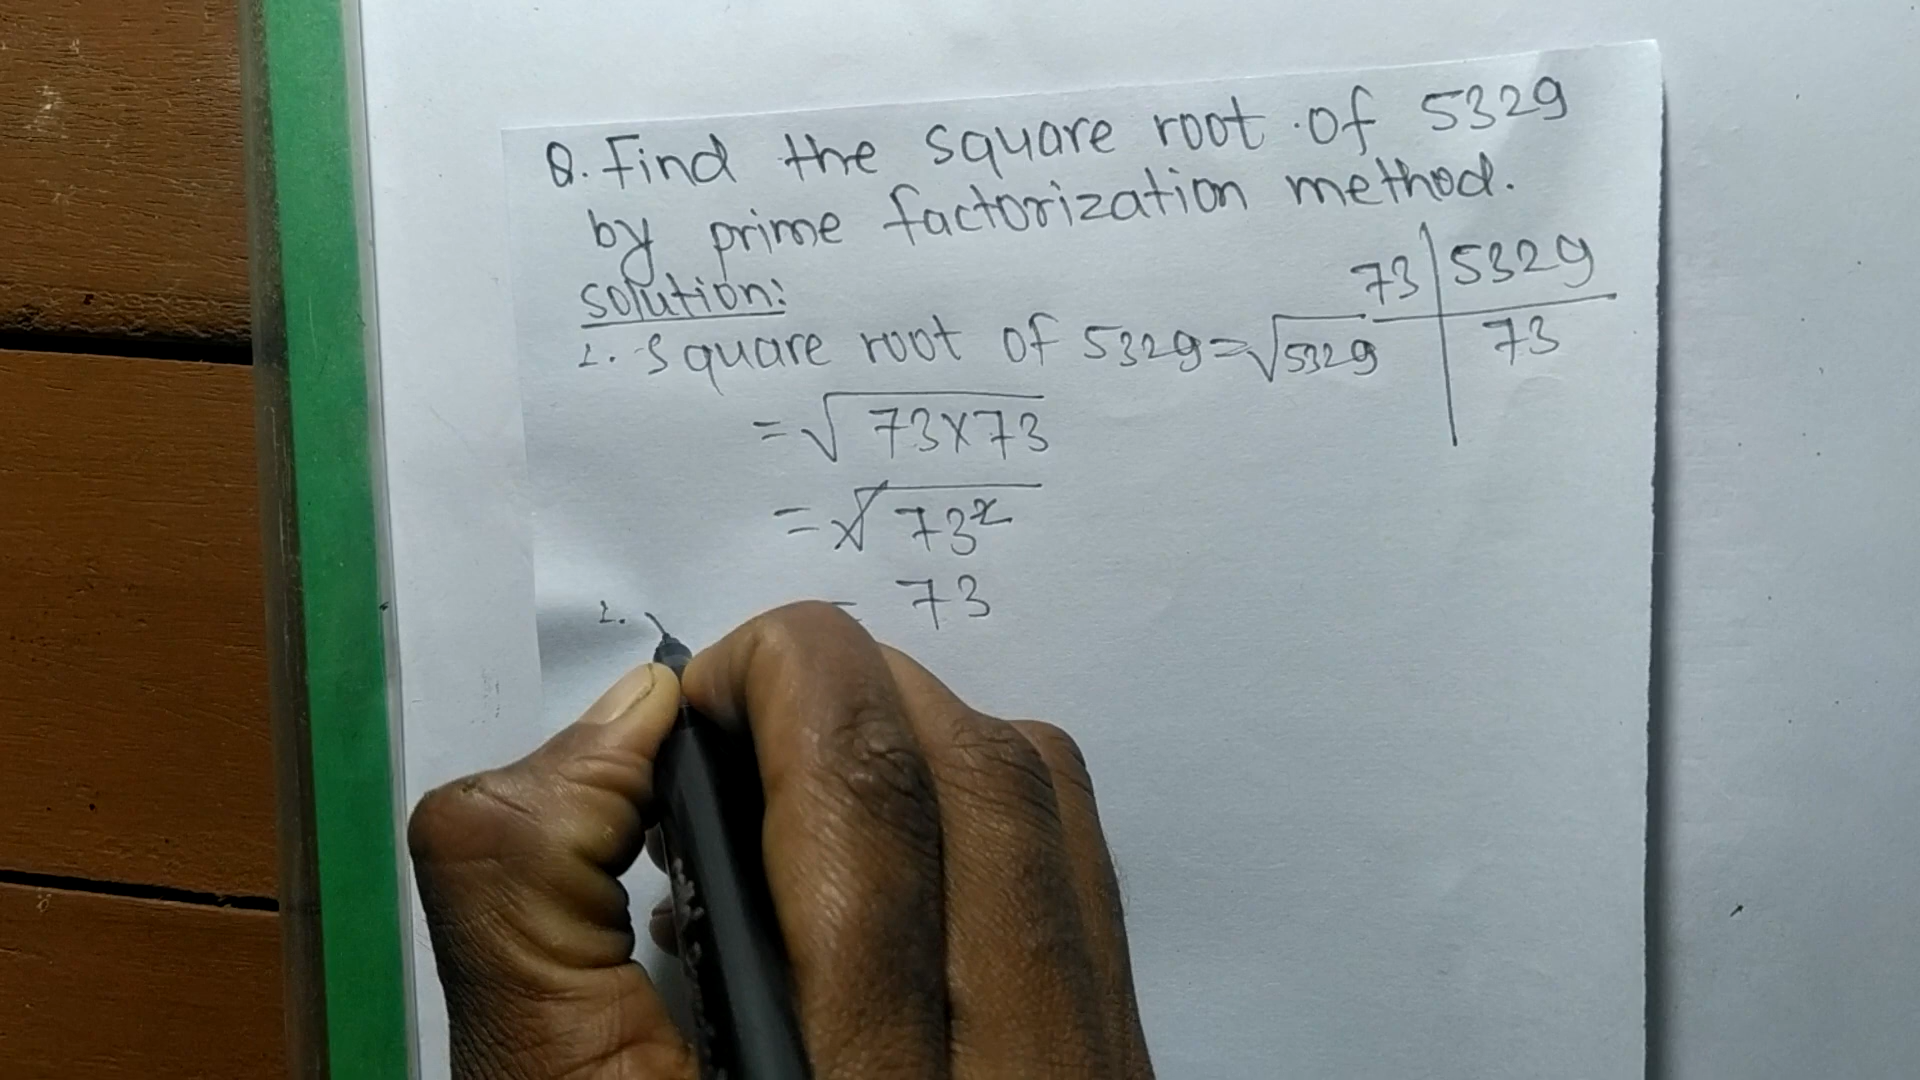 Q. Find the square root of 5329
by prime factorization method.
73 | 5329
73
solution:
1. Square root of 5329 = √5329
= √73×73
= √73²
= 73
2.